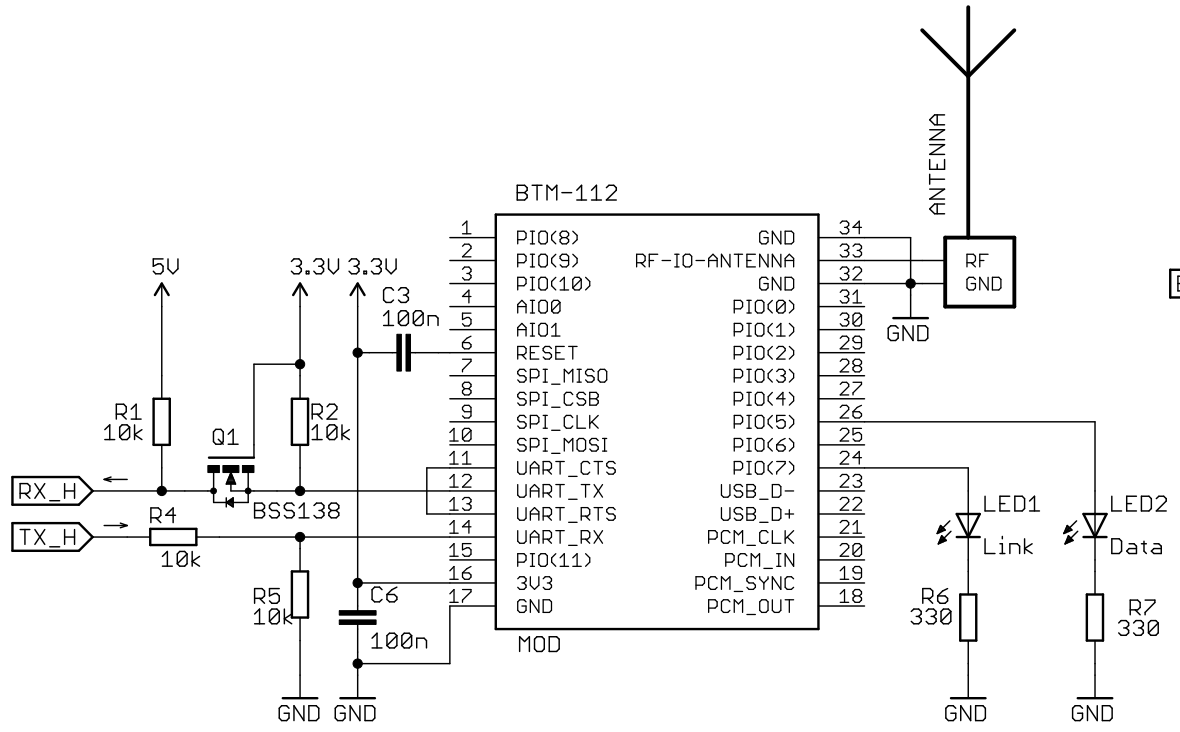 ANTENNA
BTM-112
1 PIO(8) GND 34
2 PIO(9) RF-IO-ANTENNA 33 RF
3 PIO(10) GND 32 GND
4 AIO0 PIO(0) 31
5 AIO1 PIO(1) 30
6 RESET PIO(2) 29
7 SPI_MISO PIO(3) 28
8 SPI_CSB PIO(4) 27
9 SPI_CLK PIO(5) 26
10 SPI_MOSI PIO(6) 25
11 UART_CTS PIO(7) 24
12 UART_TX USB_D- 23
13 UART_RTS USB_D+ 22
14 UART_RX PCM_CLK 21
15 PIO(11) PCM_IN 20
16 3V3 PCM_SYNC 19
17 GND PCM_OUT 18
MOD
GND
5V
3.3V 3.3V
C3
100n
R1
10k
R2
10k
Q1
BSS138
RX_H
TX_H
R4
10k
R5
10k
C6
100n
GND GND
LED1
Link
LED2
Data
R6
330
R7
330
GND
GND